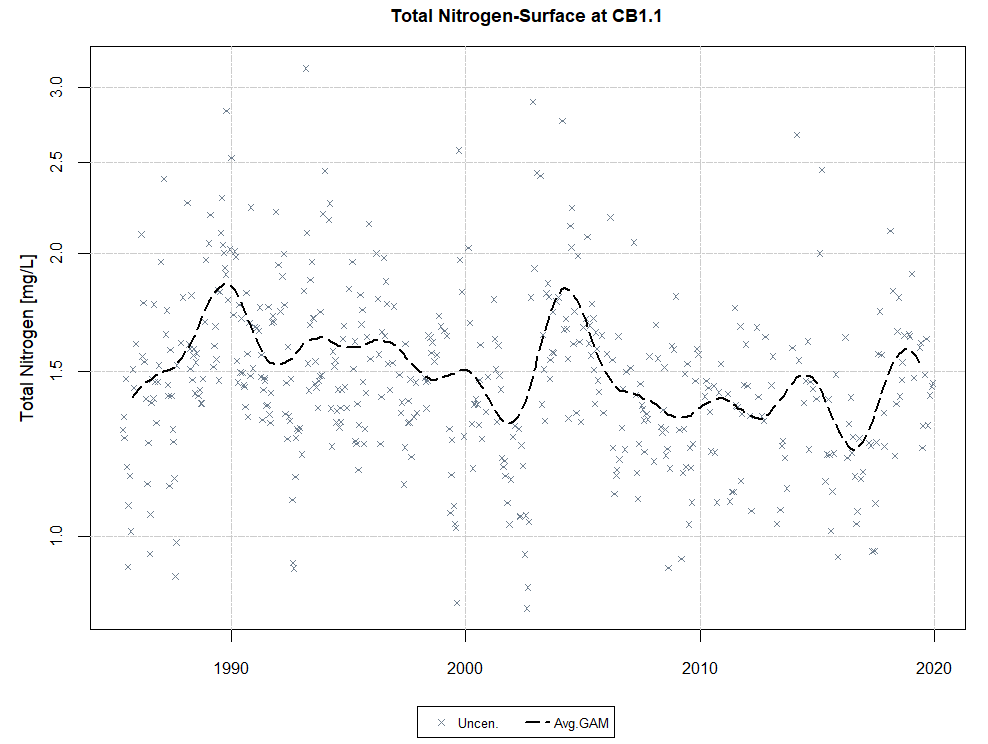 Total Nitrogen-Surface at CB1.1
Total Nitrogen [mg/L]
3.0
2.5
2.0
1.5
1.0
1990 2000 2010 2020
Uncen. Avg.GAM